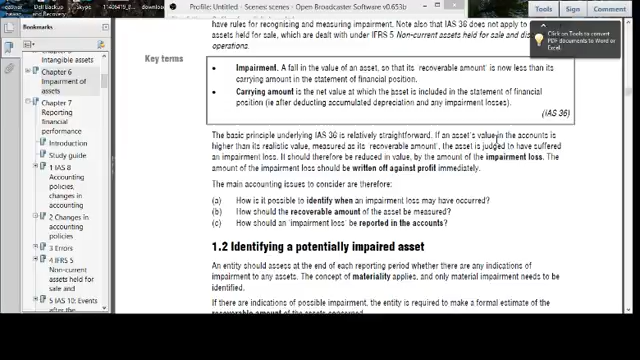 Dell Backup
and Recovery
11406419_1
Profile: Untitled Scenes: scenes - Open Broadcaster Software v0.653b
Tools Sign Comment
Click on Tools to convert
PDF documents to Word or
Excel.
Bookmarks
Intangible assets
Chapter 6
Impairment of
assets
Chapter 7
Reporting
financial
performance
Introduction
Study guide
1 IAS 8
Accounting
policies,
changes in
accounting
2 Changes in
accounting
policies
3 Errors
4 IFRS 5
Non-current
assets held for
sale and
5 IAS 10: Events
after the
have rules for recognising and measuring impairment. Note also that IAS 36 does not apply to
assets held for sale, which are dealt with under IFRS 5 Non-current assets held for sale and
operations.
Key terms
• Impairment. A fall in the value of an asset, so that its 'recoverable amount' is now less than its
carrying amount in the statement of financial position.
• Carrying amount is the net value at which the asset is included in the statement of financial
position (ie after deducting accumulated depreciation and any impairment losses).
(IAS 36)
The basic principle underlying IAS 36 is relatively straightforward. If an asset's value in the accounts is
higher than its realistic value, measured as its 'recoverable amount', the asset is judged to have suffered
an impairment loss. It should therefore be reduced in value, by the amount of the impairment loss. The
amount of the impairment loss should be written off against profit immediately.
The main accounting issues to consider are therefore:
(a) How is it possible to identify when an impairment loss may have occurred?
(b) How should the recoverable amount of the asset be measured?
(c) How should an 'impairment loss' be reported in the accounts?
1.2 Identifying a potentially impaired asset
An entity should assess at the end of each reporting period whether there are any indications of
impairment to any assets. The concept of materiality applies, and only material impairment needs to be
identified.
If there are indications of possible impairment, the entity is required to make a formal estimate of the
recoverable amount of the assets concerned.